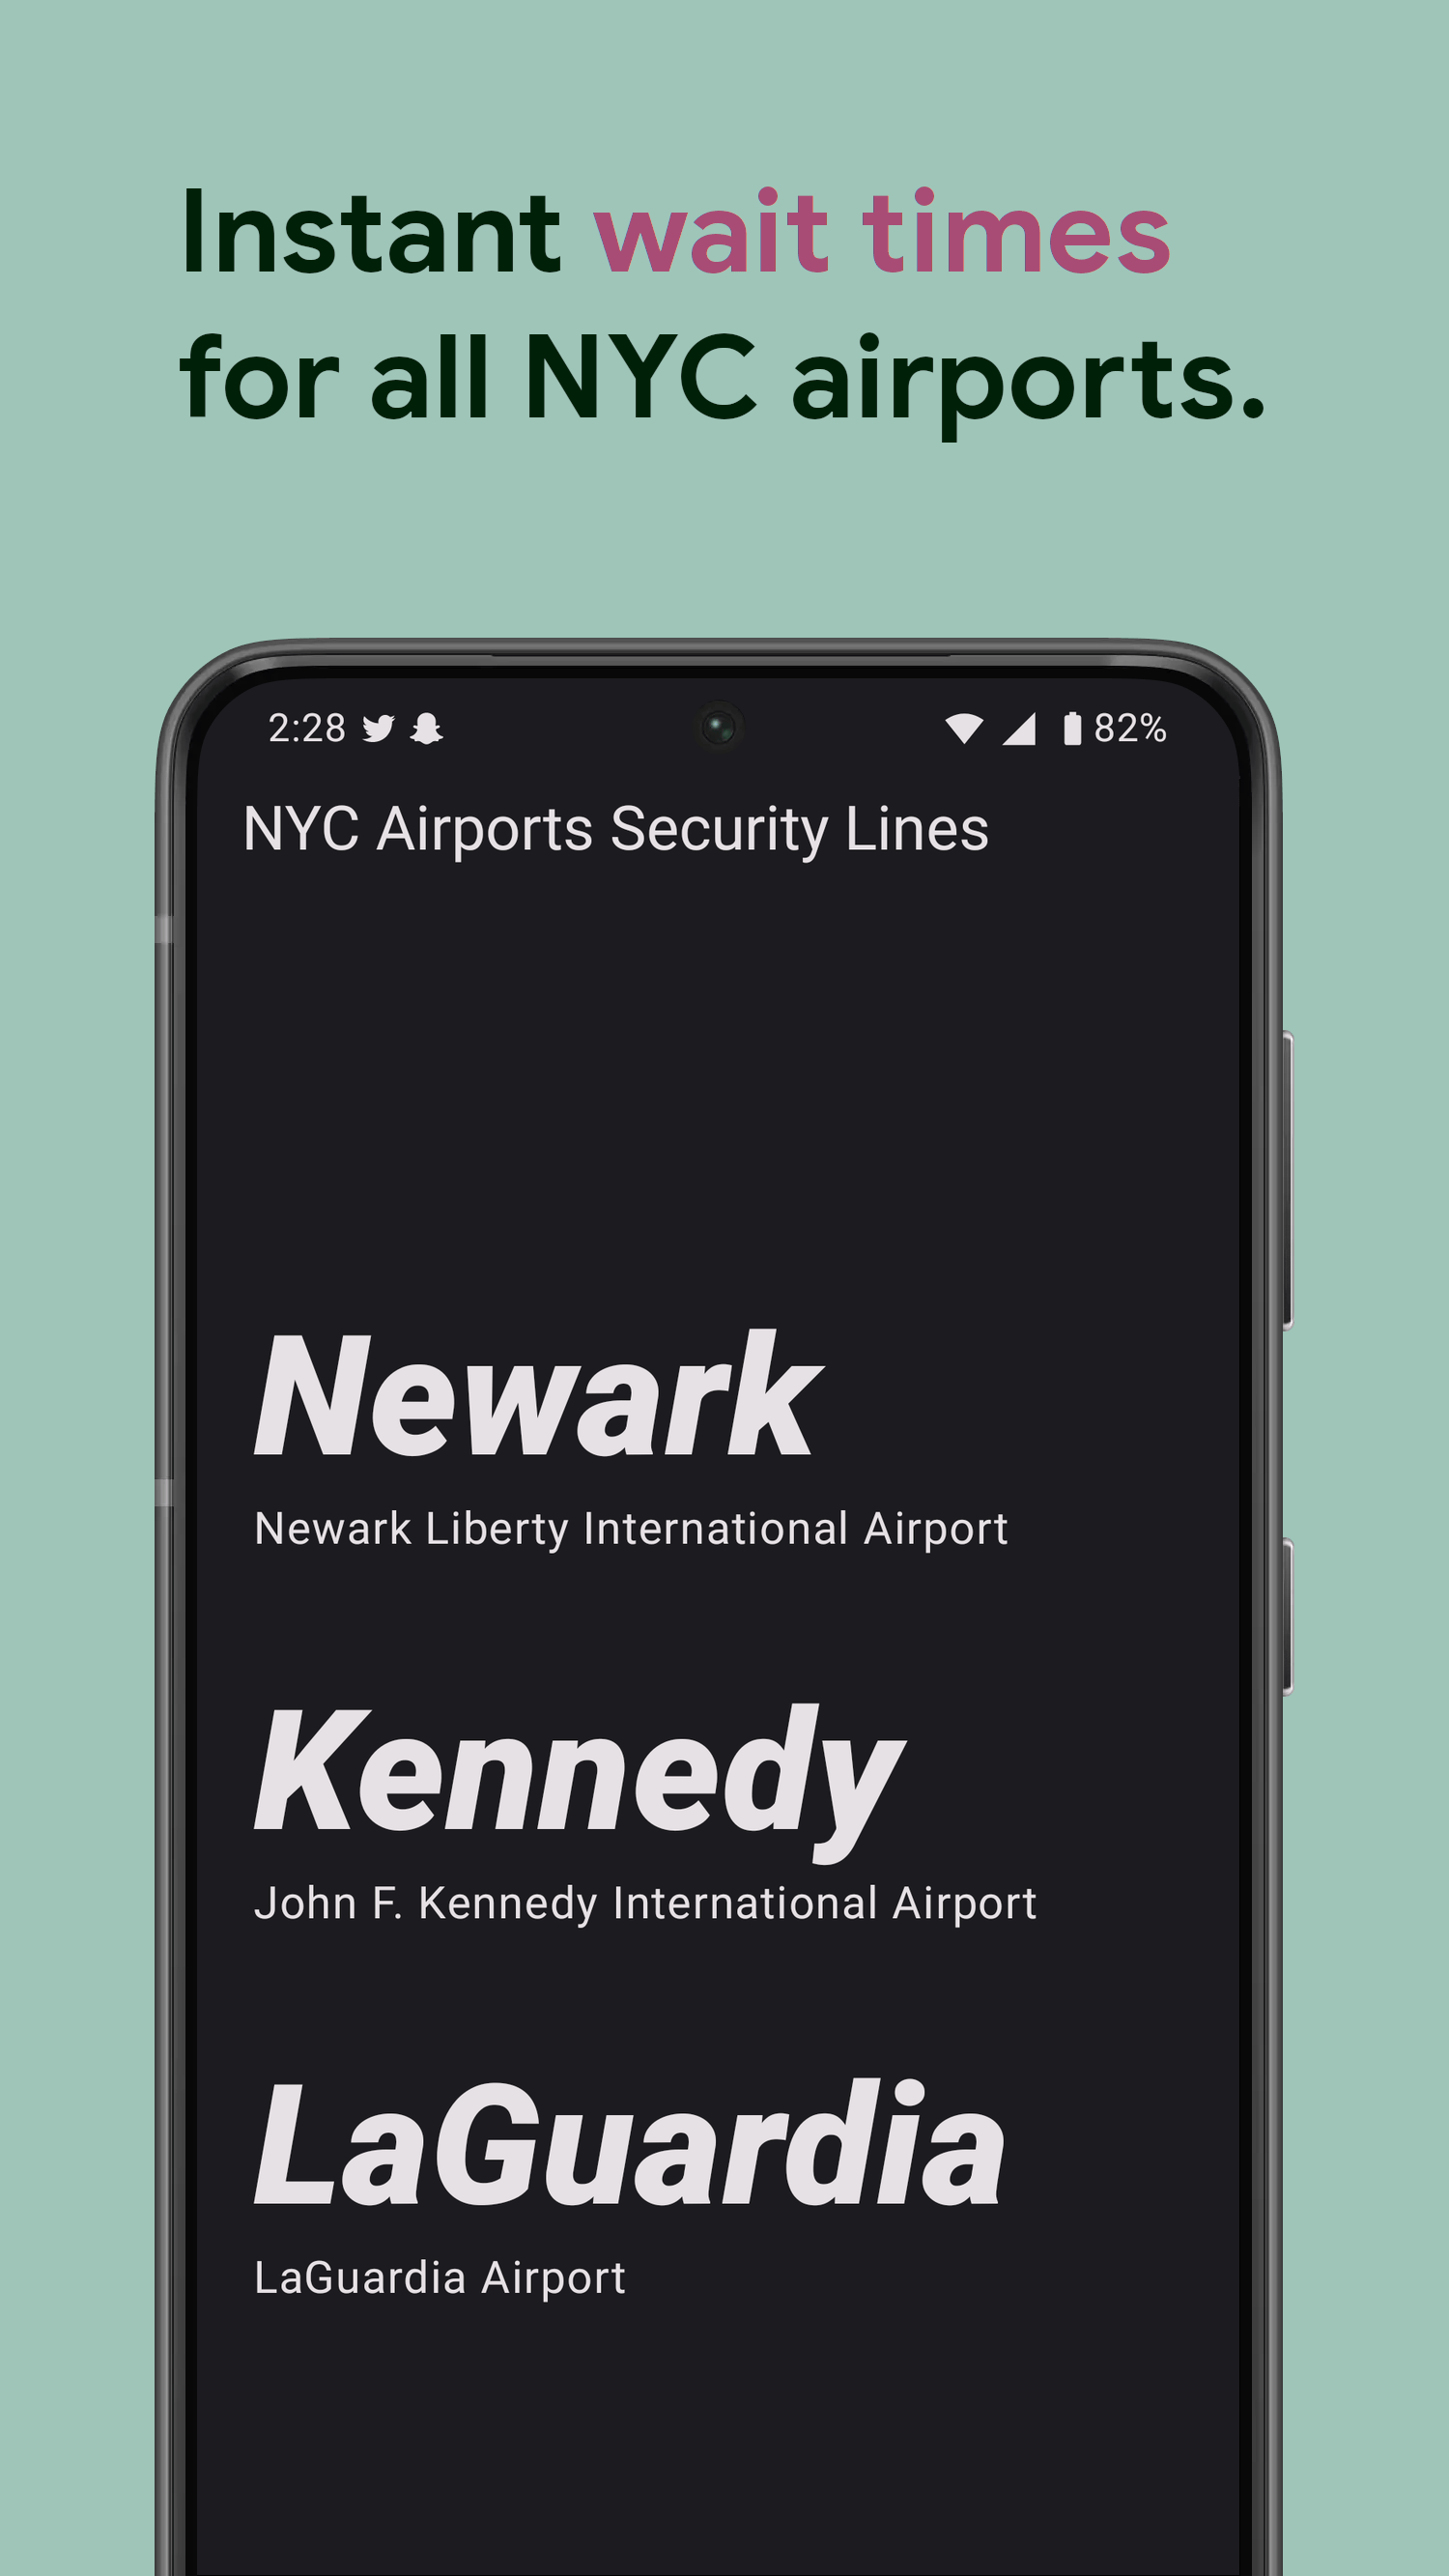 Instant wait times
for all NYC airports.
2:28 82%
NYC Airports Security Lines
Newark
Newark Liberty International Airport
Kennedy
John F. Kennedy International Airport
LaGuardia
LaGuardia Airport